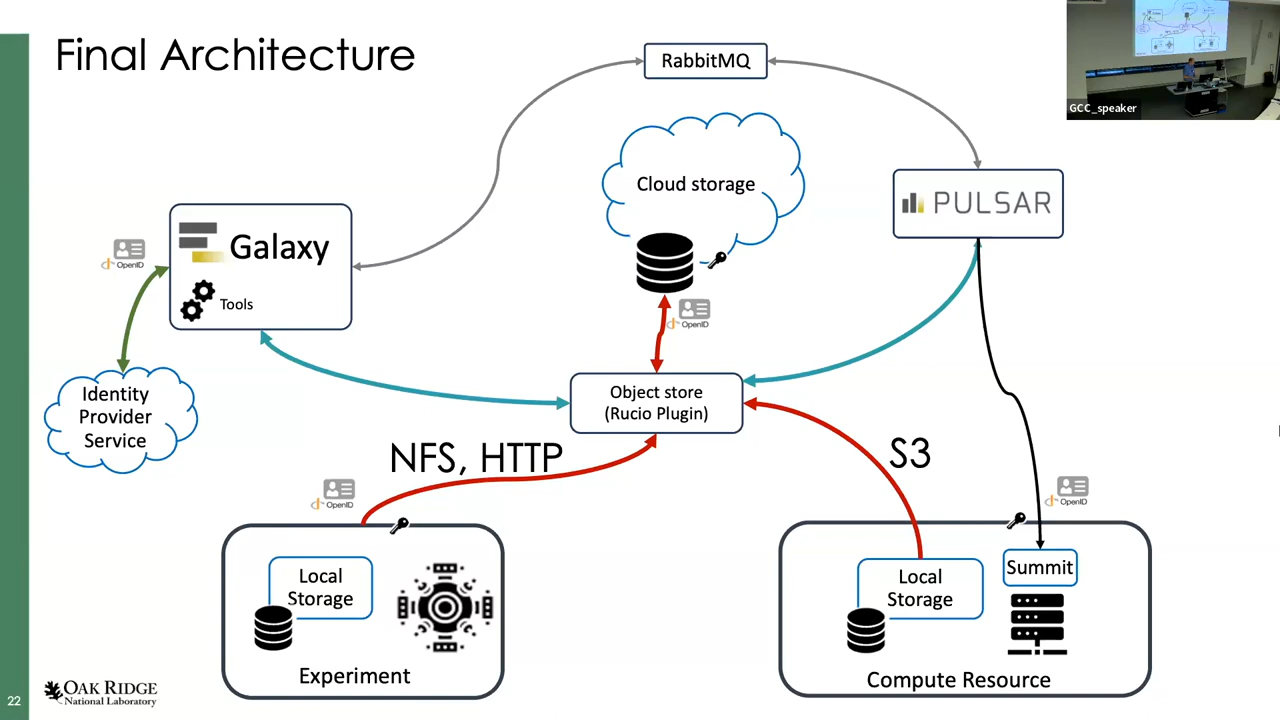 Final Architecture
RabbitMQ
GCC_speaker
Cloud storage
PULSAR
Galaxy
Tools
OpenID
OpenID
Identity
Provider
Service
Object store
(Rucio Plugin)
NFS, HTTP
S3
OpenID
OpenID
Local
Storage
Experiment
Local
Storage
Summit
Compute Resource
22
OAK RIDGE
National Laboratory